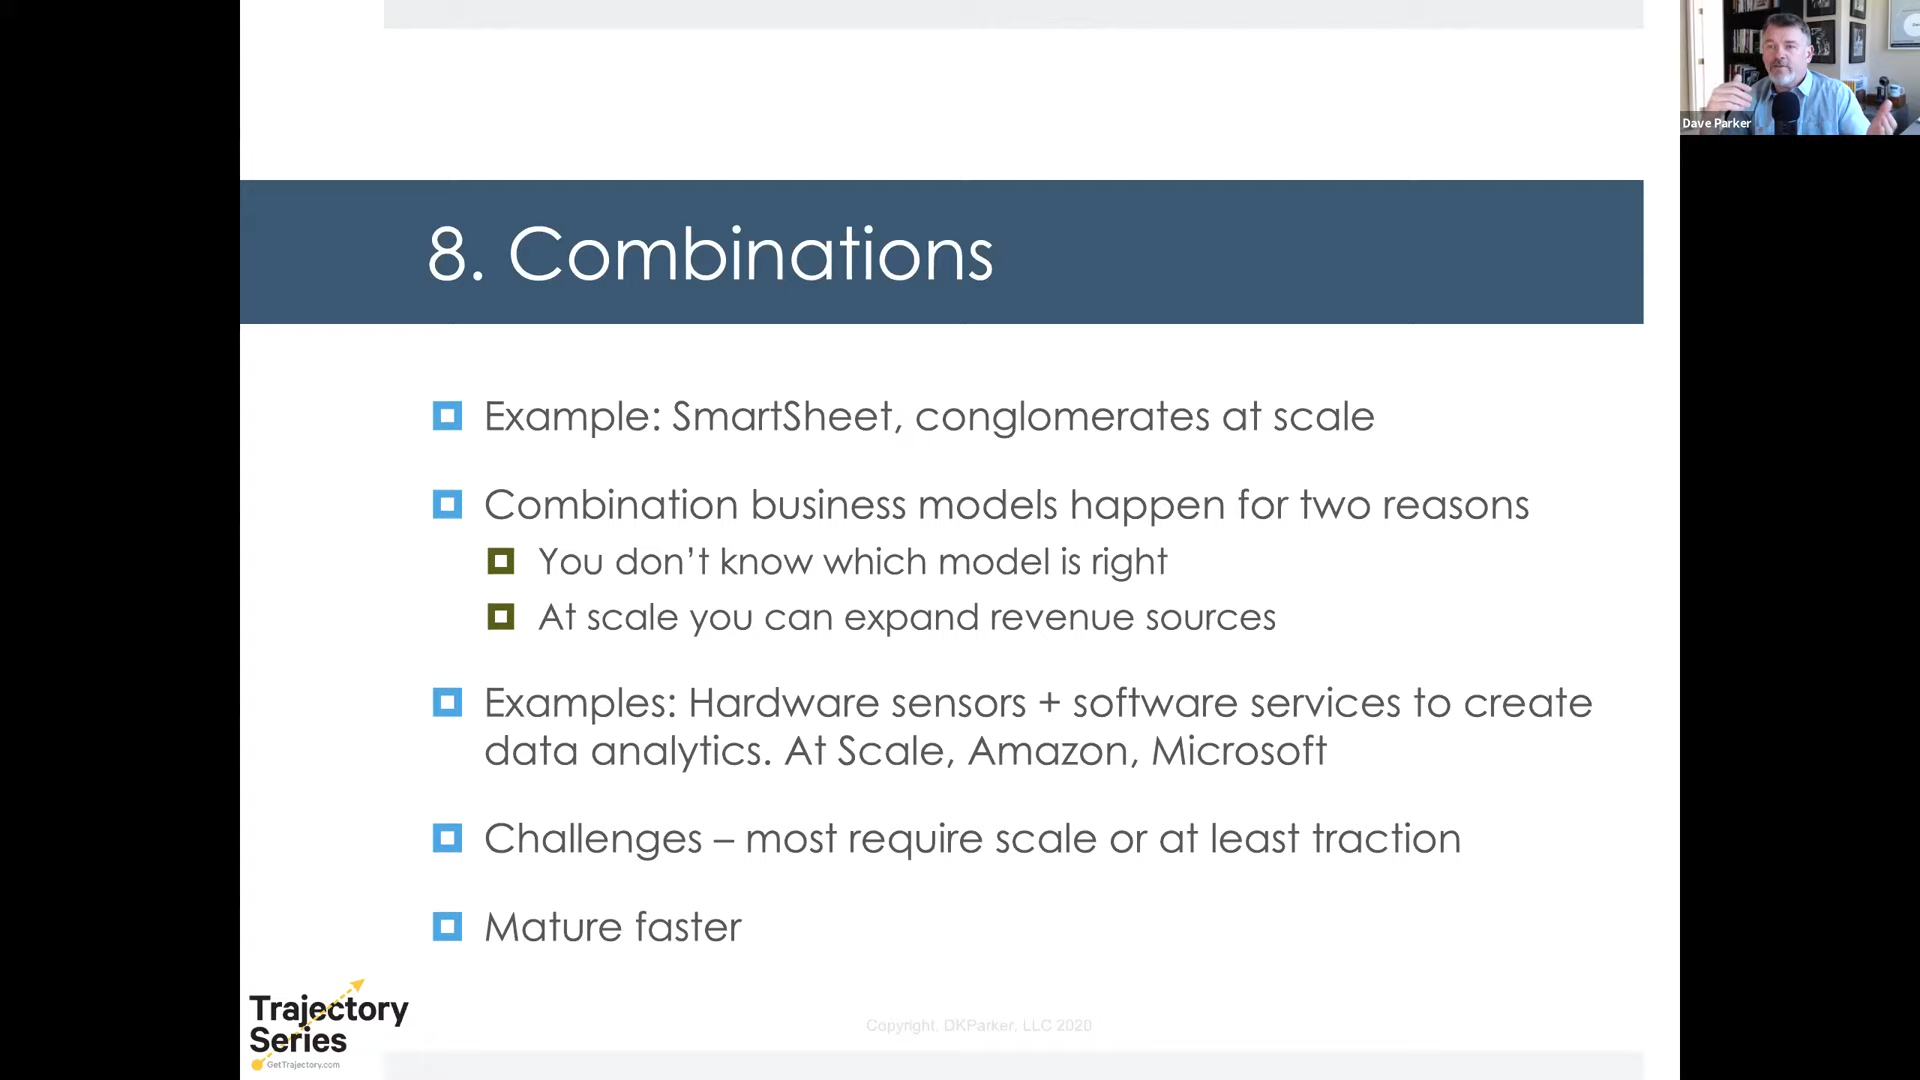 Dave Parker
8. Combinations
Example: SmartSheet, conglomerates at scale
Combination business models happen for two reasons
You don’t know which model is right
At scale you can expand revenue sources
Examples: Hardware sensors + software services to create
data analytics. At Scale, Amazon, Microsoft
Challenges – most require scale or at least traction
Mature faster
Trajectory
Series
GetTrajectory.com
Copyright, DKParker, LLC 2020